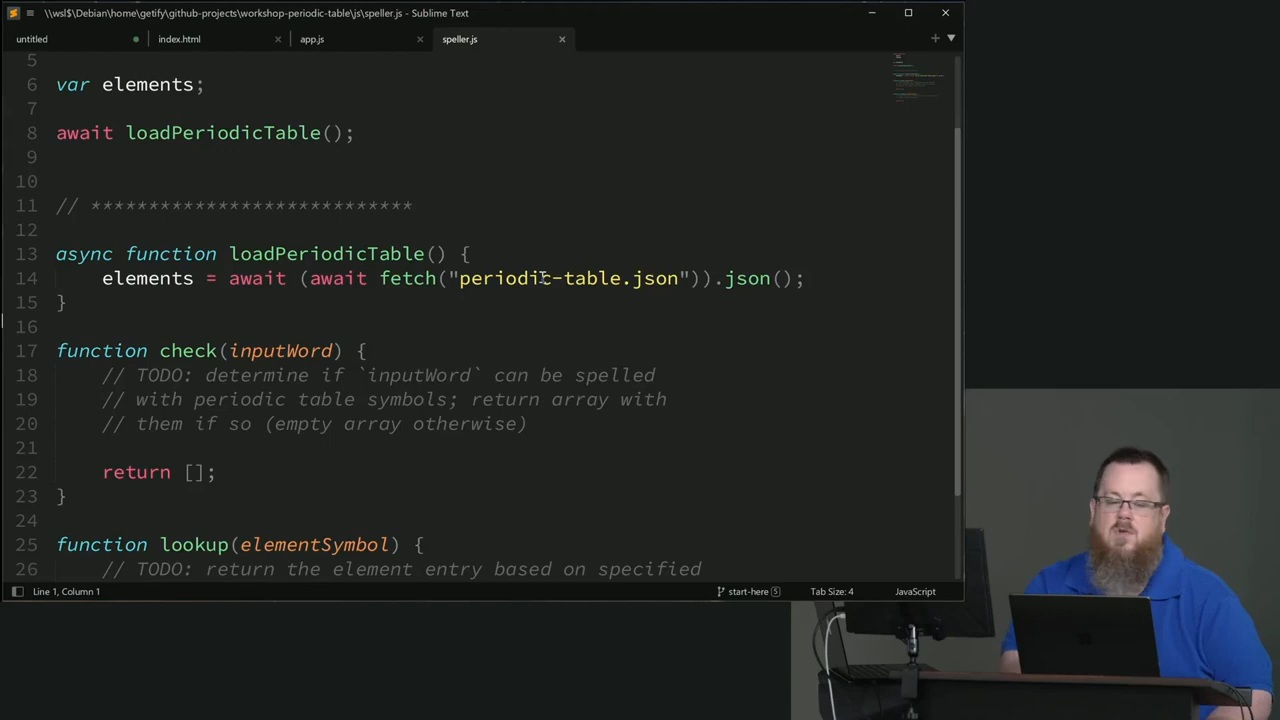 \\wsl$\Debian\home\getify\github-projects\workshop-periodic-table\js\speller.js - Sublime Text
untitled
index.html
app.js
speller.js
5
6 var elements;
7
8 await loadPeriodicTable();
9
10
11 // ****************************
12
13 async function loadPeriodicTable() {
14 elements = await (await fetch("periodic-table.json")).json();
15 }
16
17 function check(inputWord) {
18 // TODO: determine if `inputWord` can be spelled
19 // with periodic table symbols; return array with
20 // them if so (empty array otherwise)
21
22 return [];
23 }
24
25 function lookup(elementSymbol) {
26 // TODO: return the element entry based on specified
Line 1, Column 1
start-here 5
Tab Size: 4
JavaScript